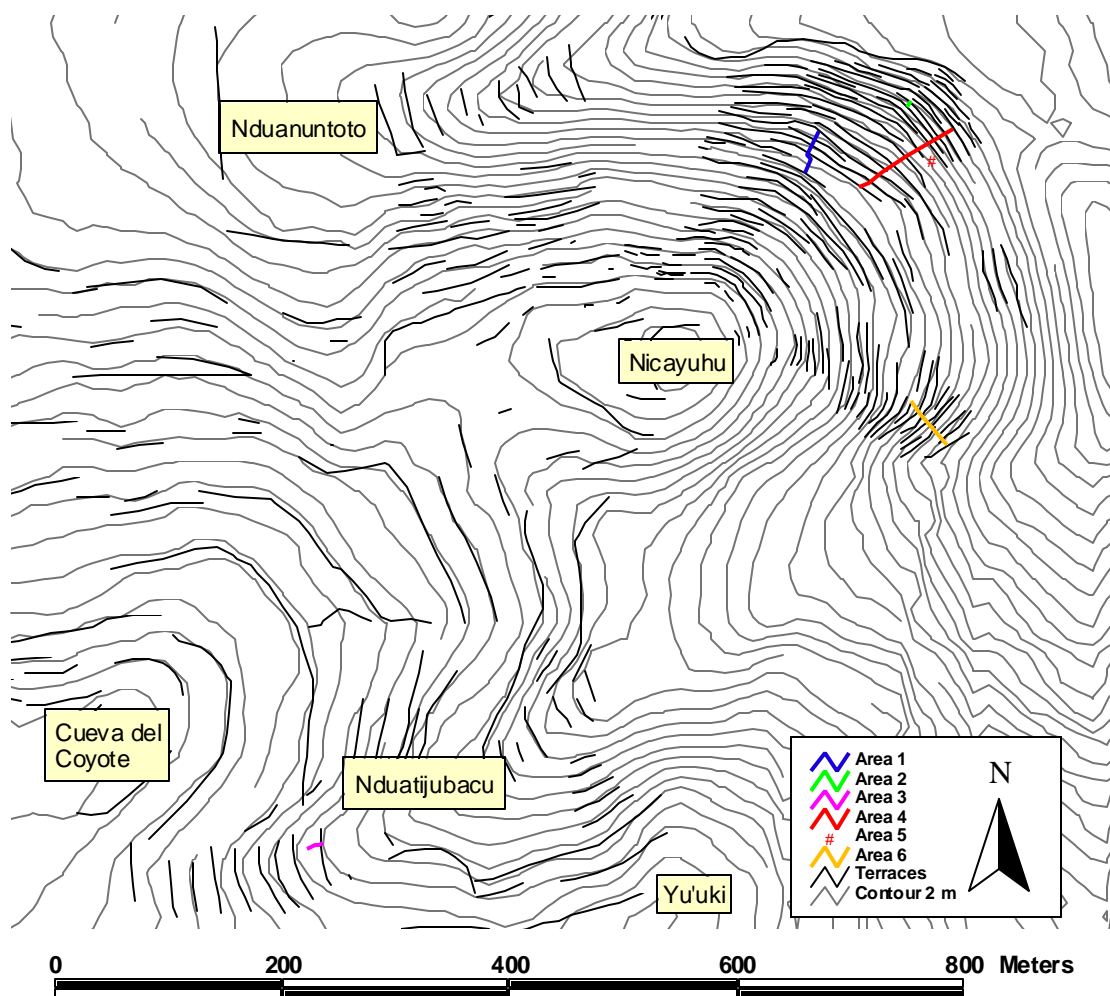 Nduanuntoto
#
Nicayuhu
Cueva del
Coyote
Nduatijubacu
Yu'uki
Area 1
Area 2
Area 3
Area 4
Area 5
# Area 6
Terraces
Contour 2 m
N
0 200 400 600 800 Meters